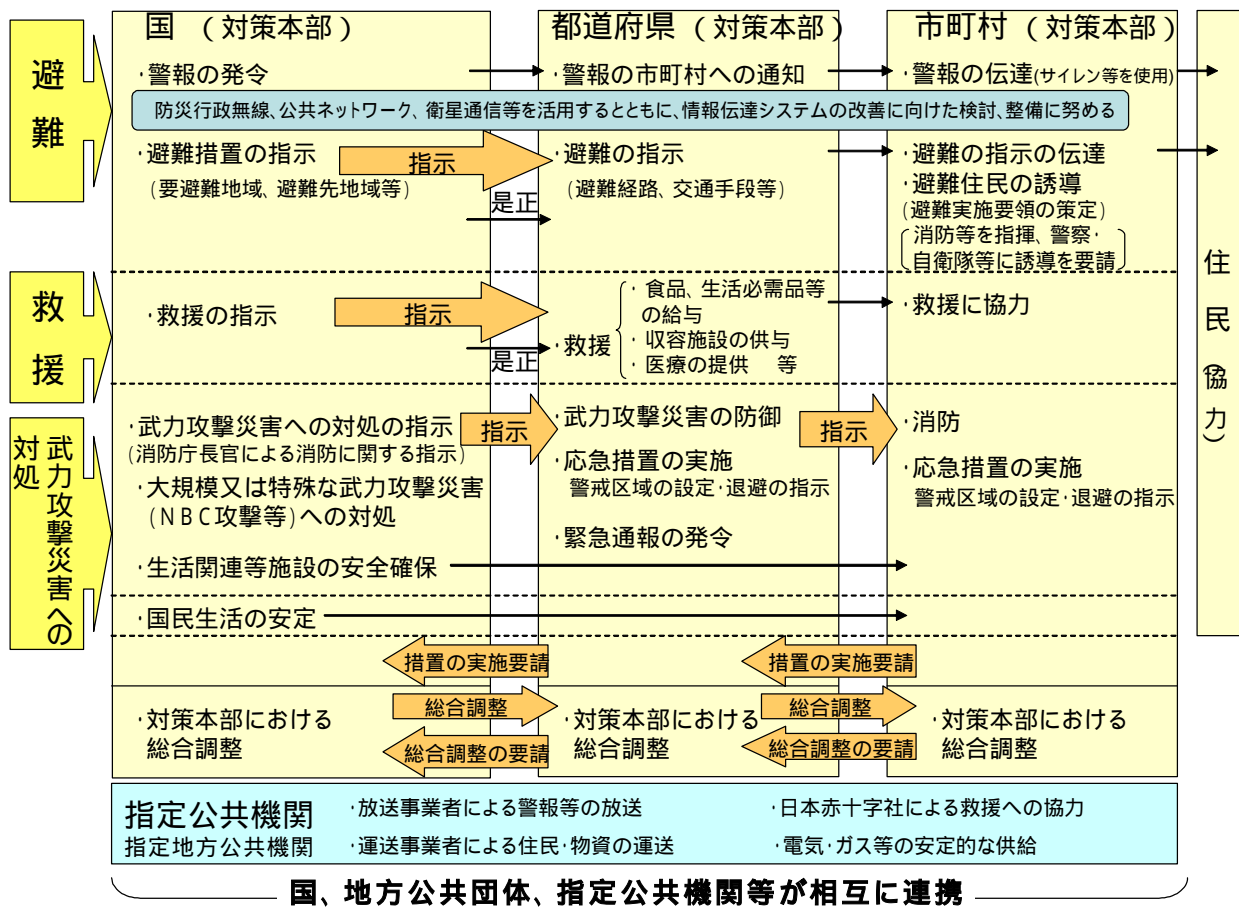 国 （対策本部）
都道府県（対策本部）
市町村（対策本部）
避難
･警報の発令
･警報の市町村への通知
･警報の伝達(サイレン等を使用)
防災行政無線、公共ネットワーク、衛星通信等を活用するとともに、情報伝達システムの改善に向けた検討、整備に努める
･避難措置の指示
(要避難地域、避難先地域等)
指示
是正
･避難の指示
(避難経路、交通手段等)
･避難の指示の伝達
･避難住民の誘導
(避難実施要領の策定)
消防等を指揮、警察･
自衛隊等に誘導を要請
住民（協力）
救援
･救援の指示
指示
是正
･救援
･ 食品、生活必需品等
の給与
･ 収容施設の供与
･ 医療の提供　等
･救援に協力
武力攻撃災害への
対処
･武力攻撃災害への対処の指示
(消防庁長官による消防に関する指示)
･大規模又は特殊な武力攻撃災害
(NBC攻撃等)への対処
指示
･武力攻撃災害の防御
･応急措置の実施
警戒区域の設定･退避の指示
･緊急通報の発令
指示
･消防
･応急措置の実施
警戒区域の設定･退避の指示
･生活関連等施設の安全確保
･国民生活の安定
措置の実施要請
措置の実施要請
･対策本部における
総合調整
総合調整
総合調整の要請
･対策本部における
総合調整
総合調整
総合調整の要請
･対策本部における
総合調整
指定公共機関
指定地方公共機関
･放送事業者による警報等の放送
･日本赤十字社による救援への協力
･運送事業者による住民･物資の運送
･電気･ガス等の安定的な供給
国、地方公共団体、指定公共機関等が相互に連携